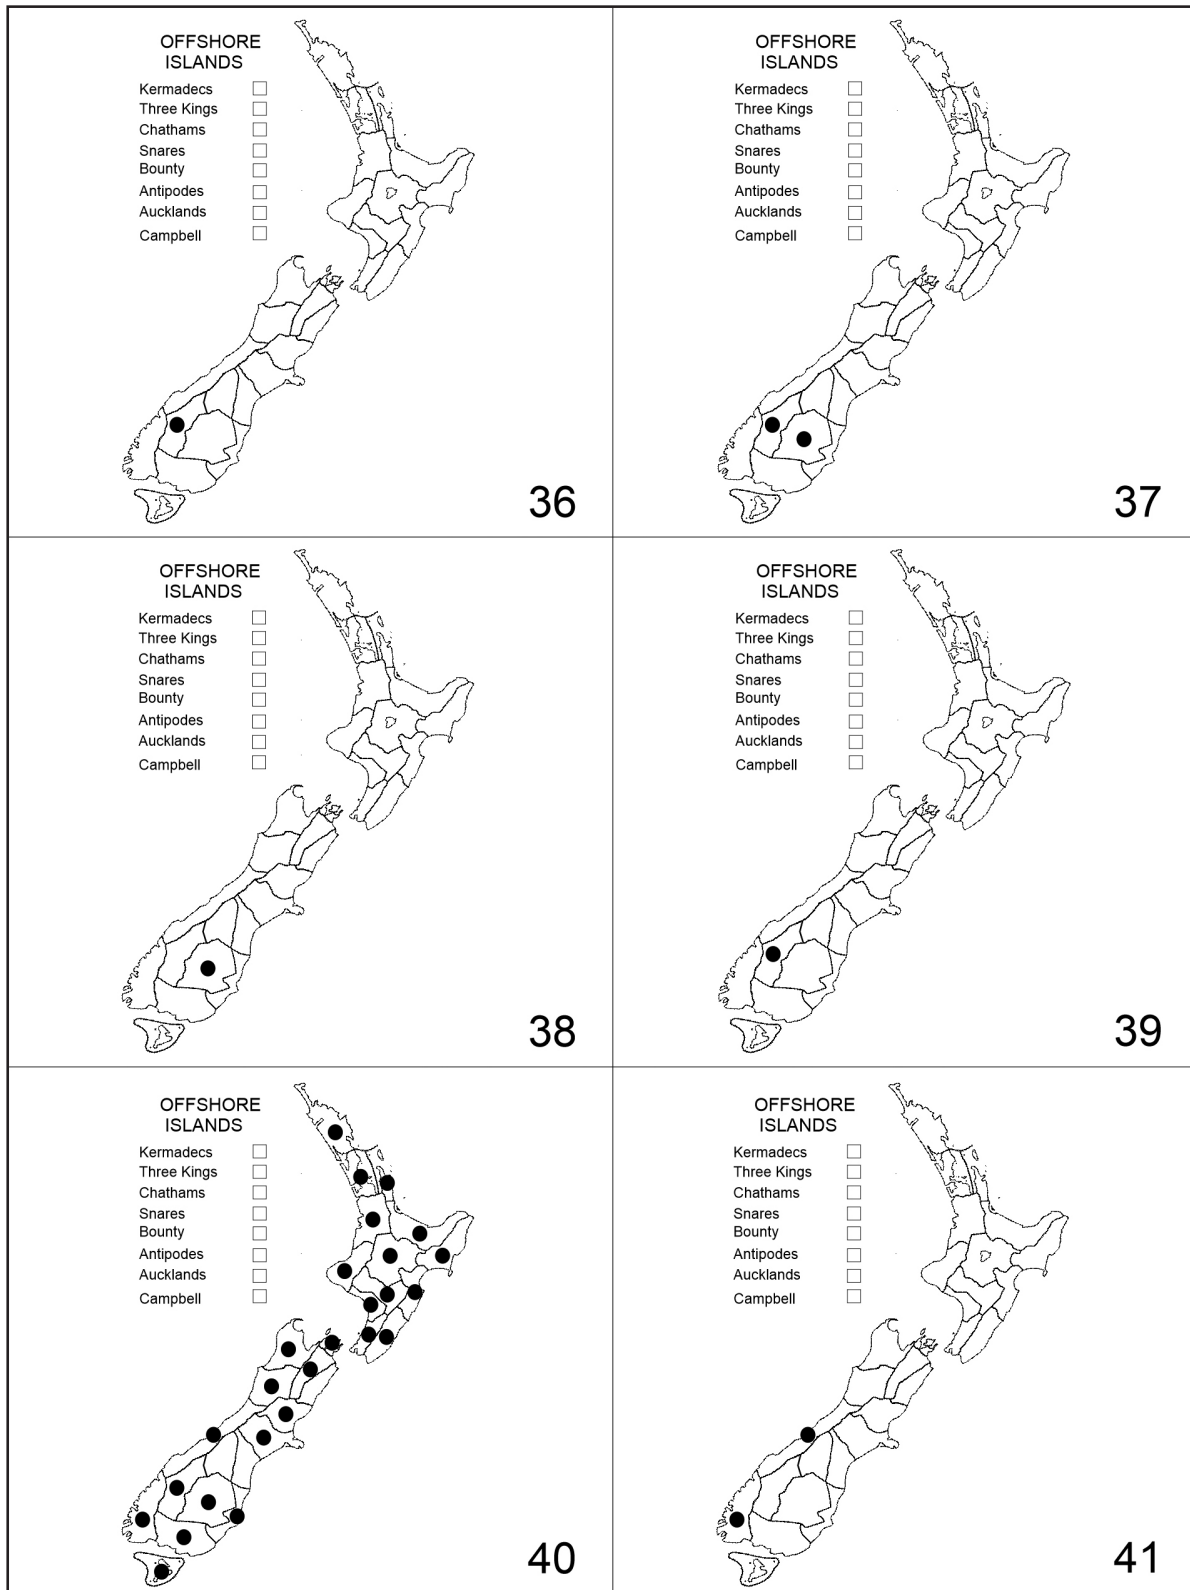 OFFSHORE
ISLANDS
Kermadecs
Three Kings
Chathams
Snares
Bounty
Antipodes
Aucklands
Campbell
36
OFFSHORE
ISLANDS
Kermadecs
Three Kings
Chathams
Snares
Bounty
Antipodes
Aucklands
Campbell
37
OFFSHORE
ISLANDS
Kermadecs
Three Kings
Chathams
Snares
Bounty
Antipodes
Aucklands
Campbell
38
OFFSHORE
ISLANDS
Kermadecs
Three Kings
Chathams
Snares
Bounty
Antipodes
Aucklands
Campbell
39
OFFSHORE
ISLANDS
Kermadecs
Three Kings
Chathams
Snares
Bounty
Antipodes
Aucklands
Campbell
40
OFFSHORE
ISLANDS
Kermadecs
Three Kings
Chathams
Snares
Bounty
Antipodes
Aucklands
Campbell
41